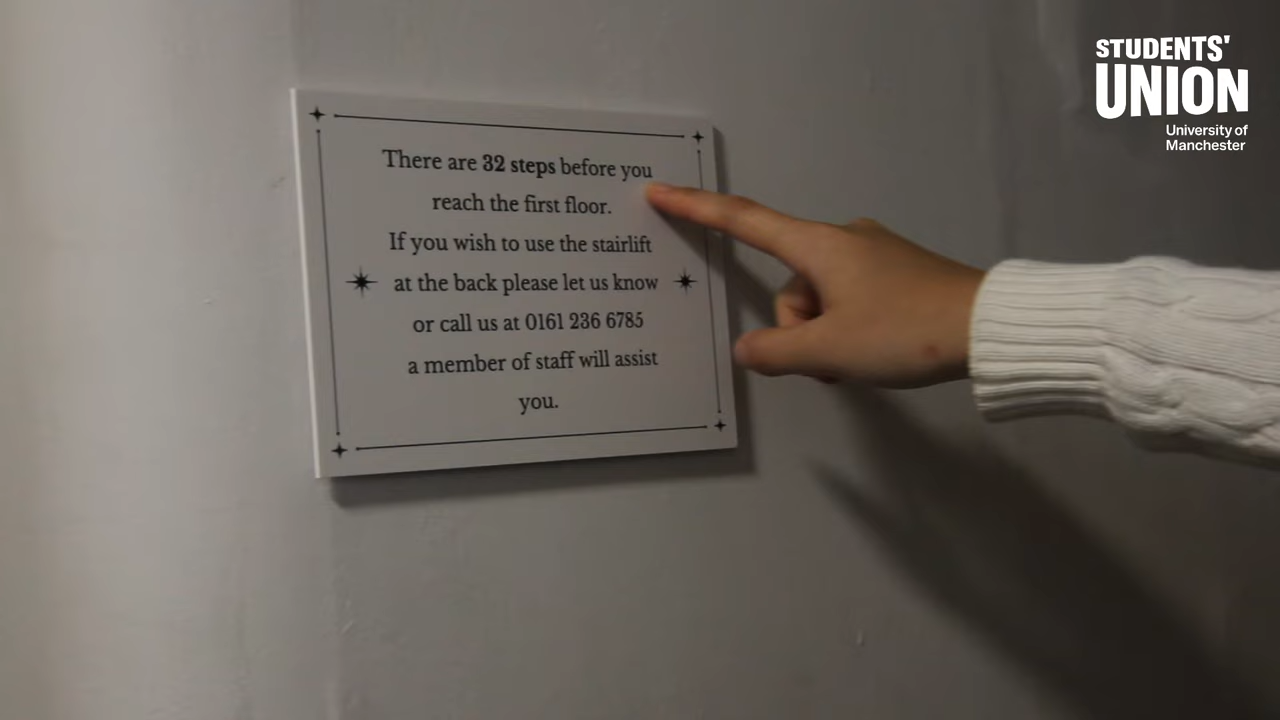 There are 32 steps before you
reach the first floor.
If you wish to use the stairlift
at the back please let us know
or call us at 0161 236 6785
a member of staff will assist
you.
STUDENTS'
UNION
University of
Manchester